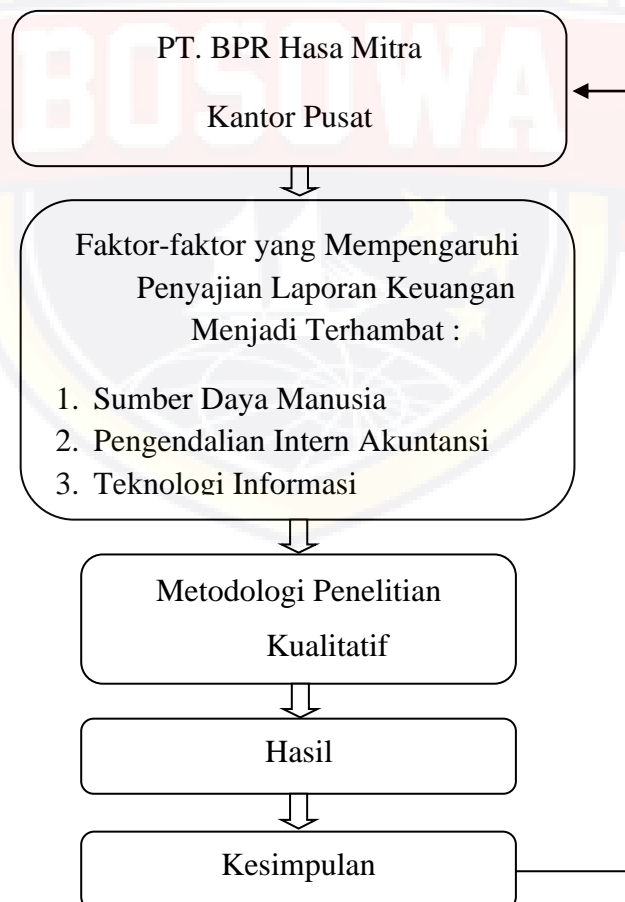 BOSOWA
PT. BPR Hasa Mitra
Kantor Pusat
Faktor-faktor yang Mempengaruhi
Penyajian Laporan Keuangan
Menjadi Terhambat :
1. Sumber Daya Manusia
2. Pengendalian Intern Akuntansi
3. Teknologi Informasi
Metodologi Penelitian
Kualitatif
Hasil
Kesimpulan